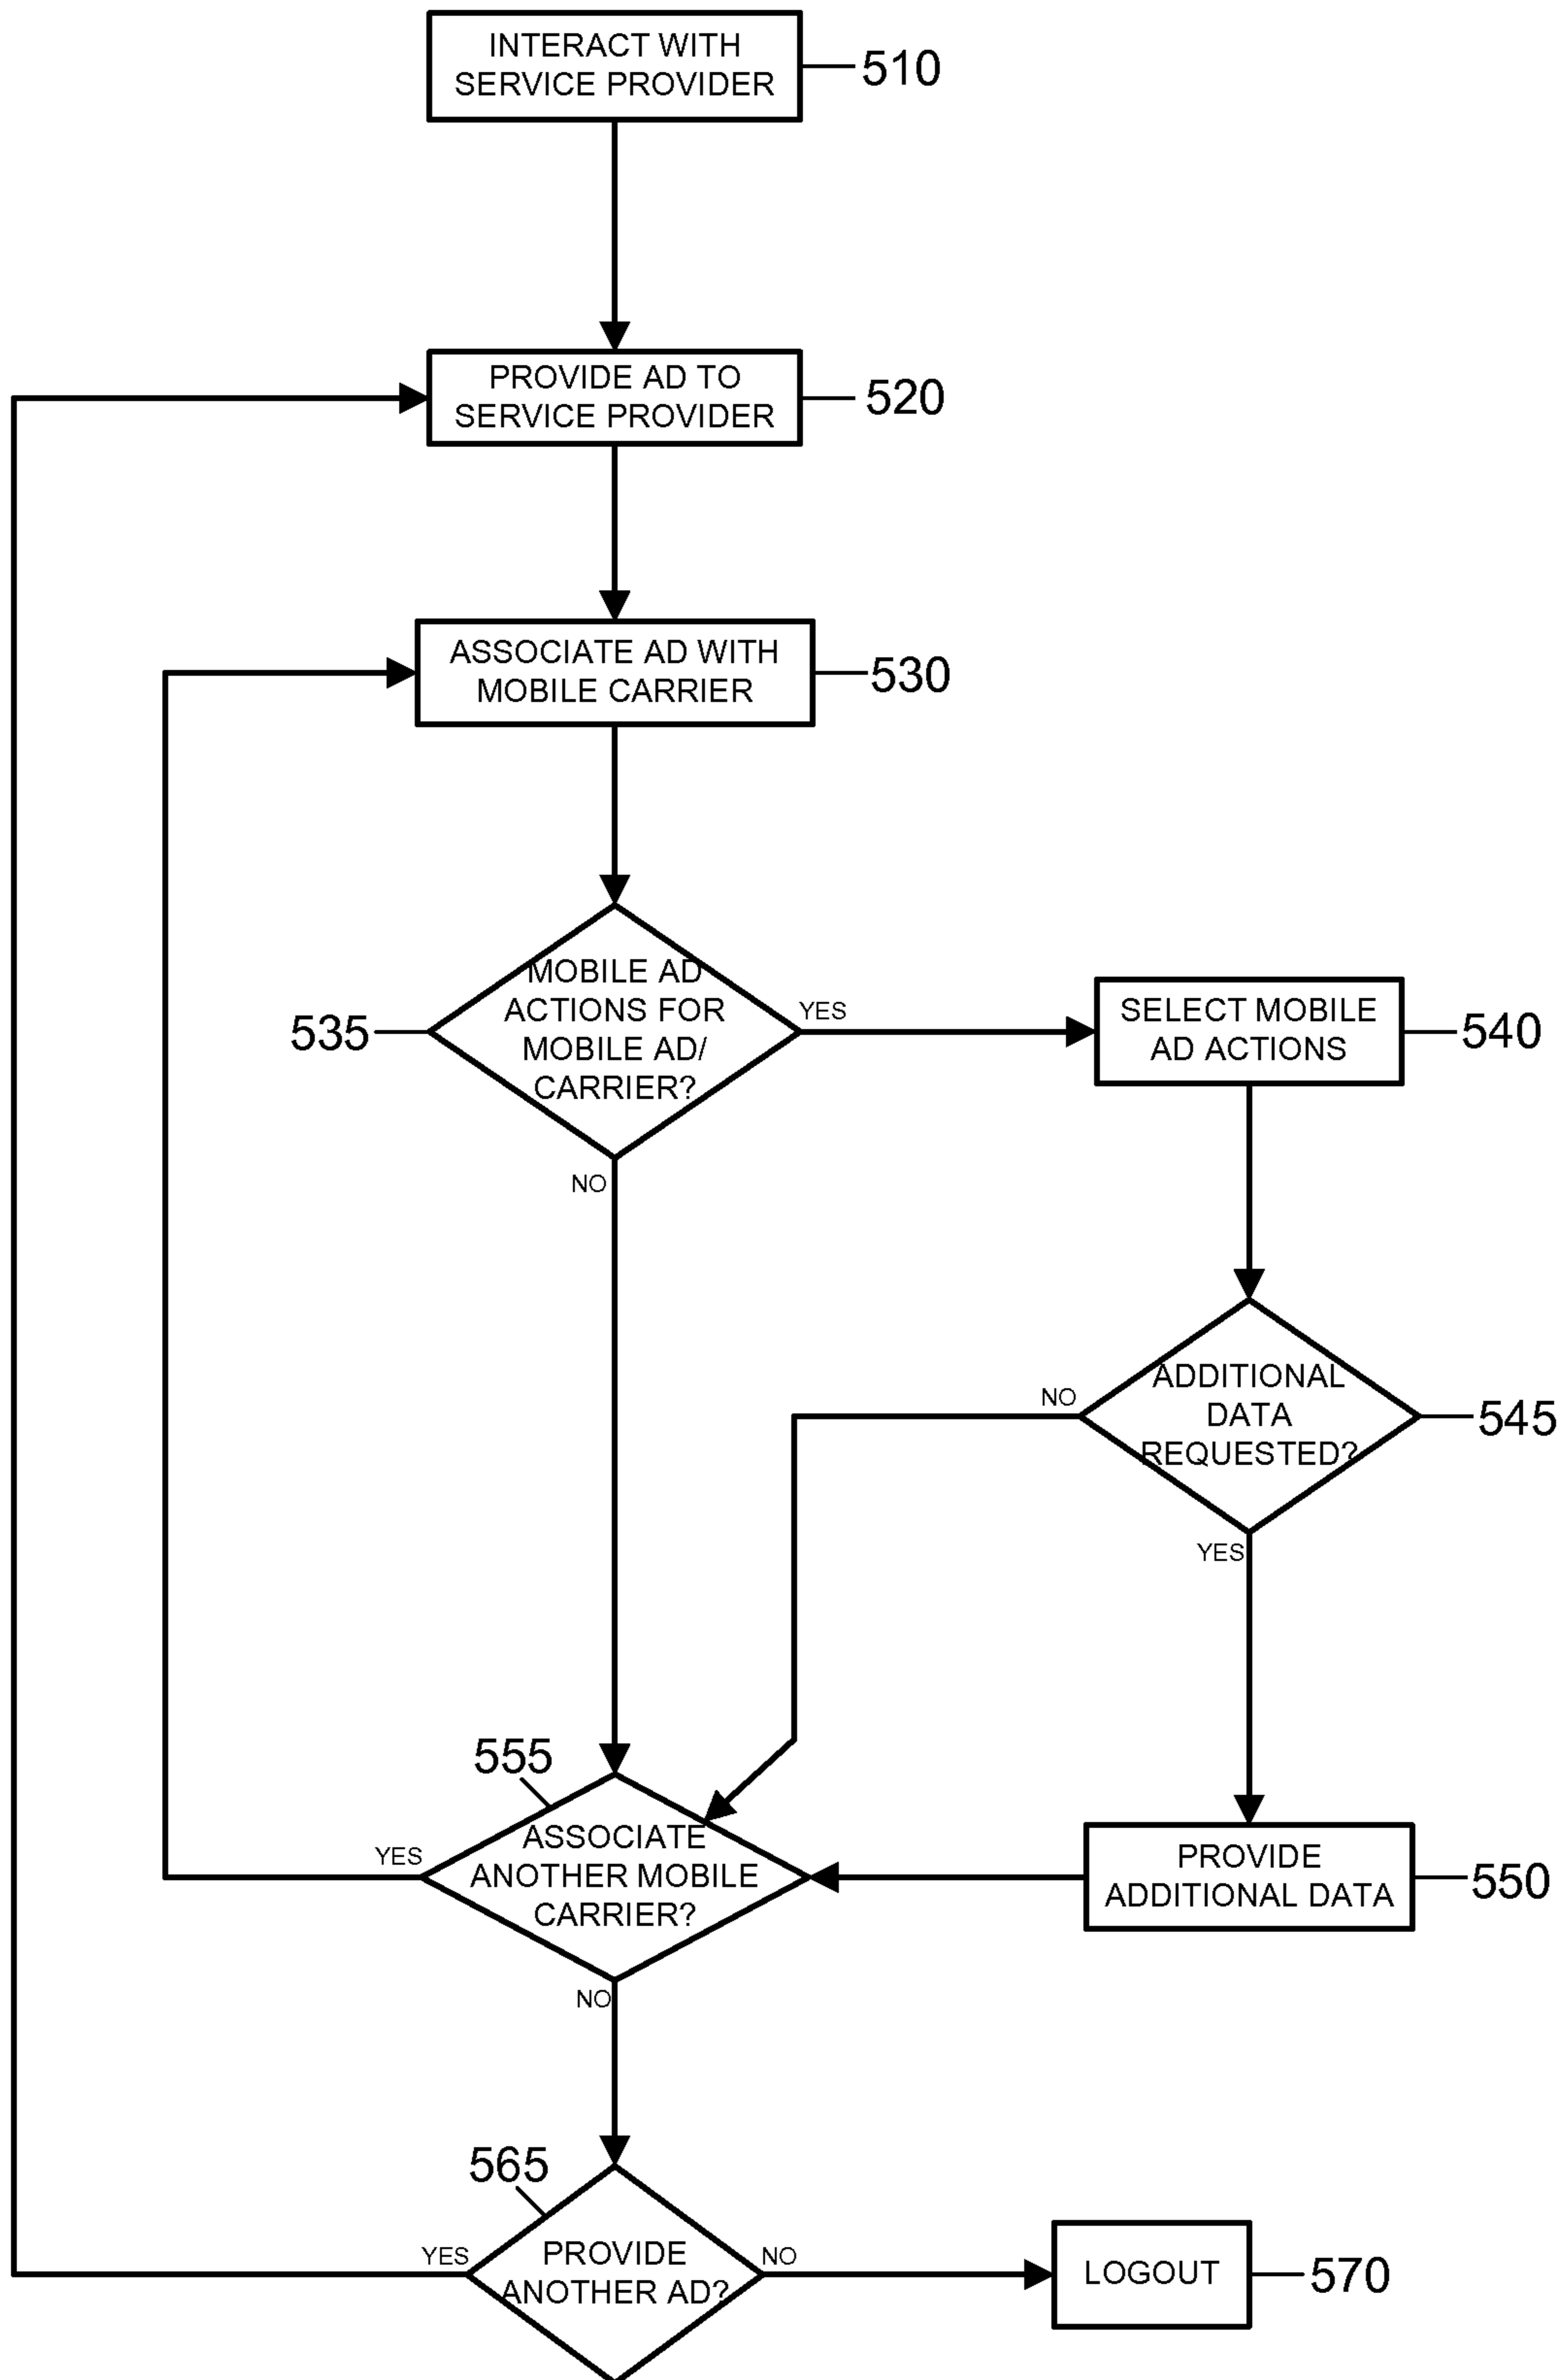 INTERACT WITH
SERVICE PROVIDER
510
PROVIDE AD TO
SERVICE PROVIDER
520
ASSOCIATE AD WITH
MOBILE CARRIER
530
MOBILE AD
ACTIONS FOR
MOBILE AD/
CARRIER?
535
YES
NO
SELECT MOBILE
AD ACTIONS
540
ADDITIONAL
DATA
REQUESTED?
545
NO
YES
PROVIDE
ADDITIONAL DATA
550
555
ASSOCIATE
ANOTHER MOBILE
CARRIER?
YES
NO
565
PROVIDE
ANOTHER AD?
YES
NO
LOGOUT
570